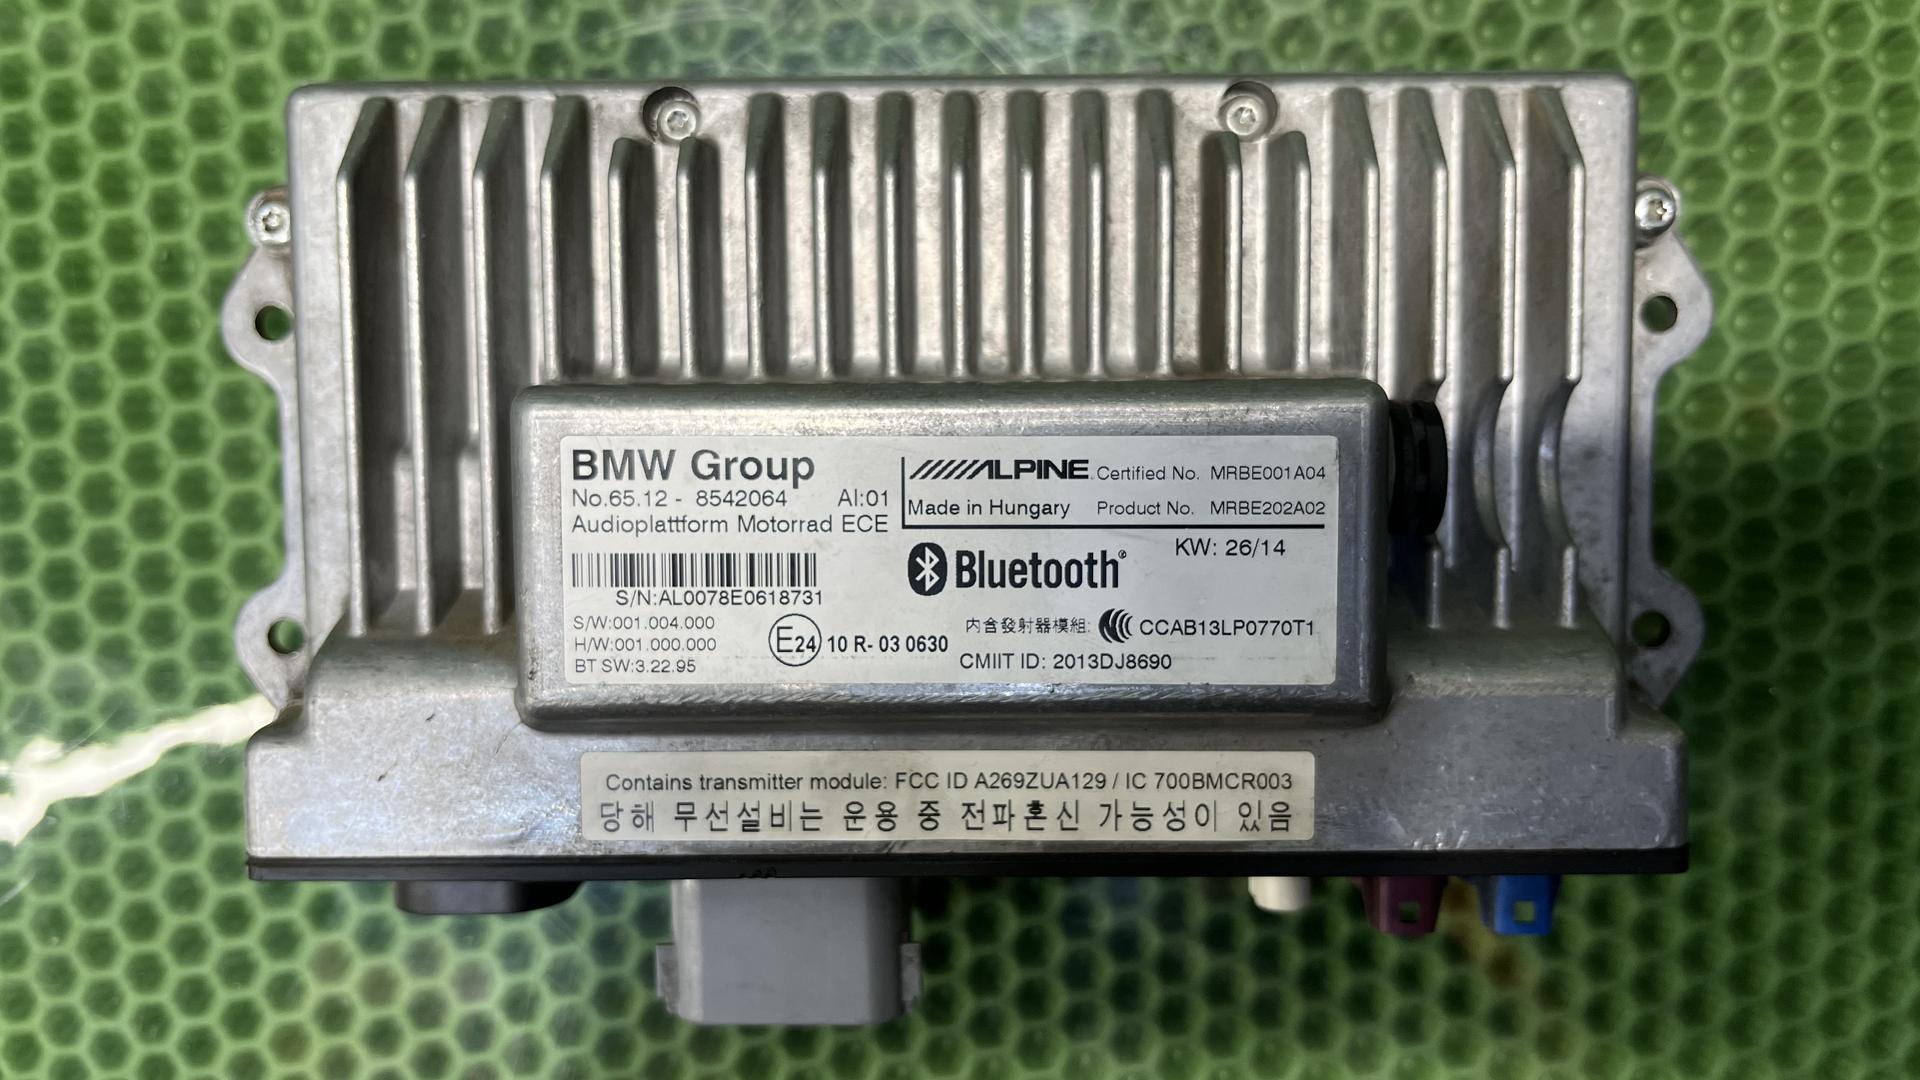 BMW Group
No.65.12 - 8542064 AI:01
Audioplattform Motorrad ECE
S/N:AL0078E0618731
S/W:001.004.000
H/W:001.000.000
BT SW:3.22.95
E24 10 R- 03 0630
ALPINE Certified No. MRBE001A04
Made in Hungary Product No. MRBE202A02
KW: 26/14
Bluetooth®
內含發射器模組: CCAB13LP0770T1
CMIIT ID: 2013DJ8690
Contains transmitter module: FCC ID A269ZUA129 / IC 700BMCR003
당해 무선설비는 운용 중 전파혼신 가능성이 있음